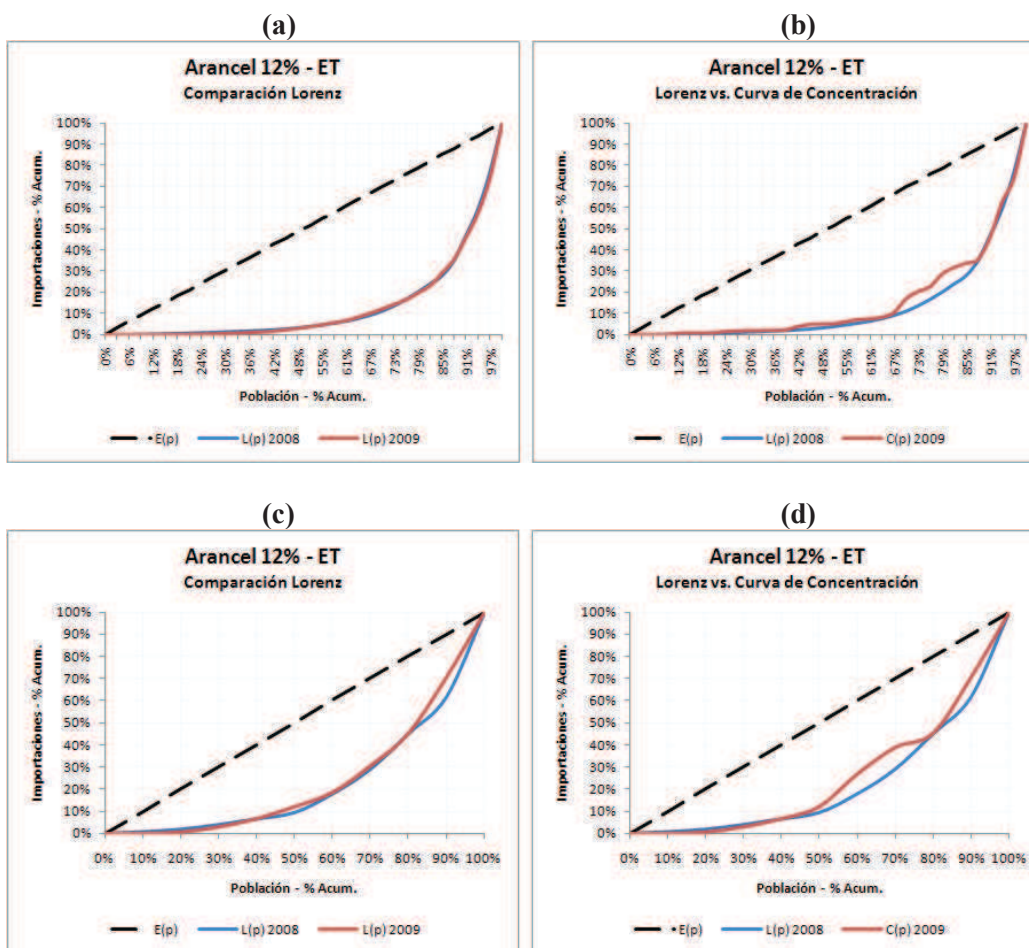 (a)
Arancel 12% - ET
Comparación Lorenz
Importaciones - % Acum.
100%
90%
80%
70%
60%
50%
40%
30%
20%
10%
0%
0%
6%
12%
18%
24%
30%
36%
42%
48%
55%
61%
67%
73%
79%
85%
91%
97%
Población - % Acum.
E(p)
L(p) 2008
L(p) 2009
(b)
Arancel 12% - ET
Lorenz vs. Curva de Concentración
Importaciones - % Acum.
100%
90%
80%
70%
60%
50%
40%
30%
20%
10%
0%
0%
6%
12%
18%
24%
30%
36%
42%
48%
55%
61%
67%
73%
79%
85%
91%
97%
Población - % Acum.
E(p)
L(p) 2008
C(p) 2009
(c)
Arancel 12% - ET
Comparación Lorenz
Importaciones - % Acum.
100%
90%
80%
70%
60%
50%
40%
30%
20%
10%
0%
0% 10% 20% 30% 40% 50% 60% 70% 80% 90% 100%
Población - % Acum.
E(p)
L(p) 2008
L(p) 2009
(d)
Arancel 12% - ET
Lorenz vs. Curva de Concentración
Importaciones - % Acum.
100%
90%
80%
70%
60%
50%
40%
30%
20%
10%
0%
0% 10% 20% 30% 40% 50% 60% 70% 80% 90% 100%
Población - % Acum.
E(p)
L(p) 2008
C(p) 2009